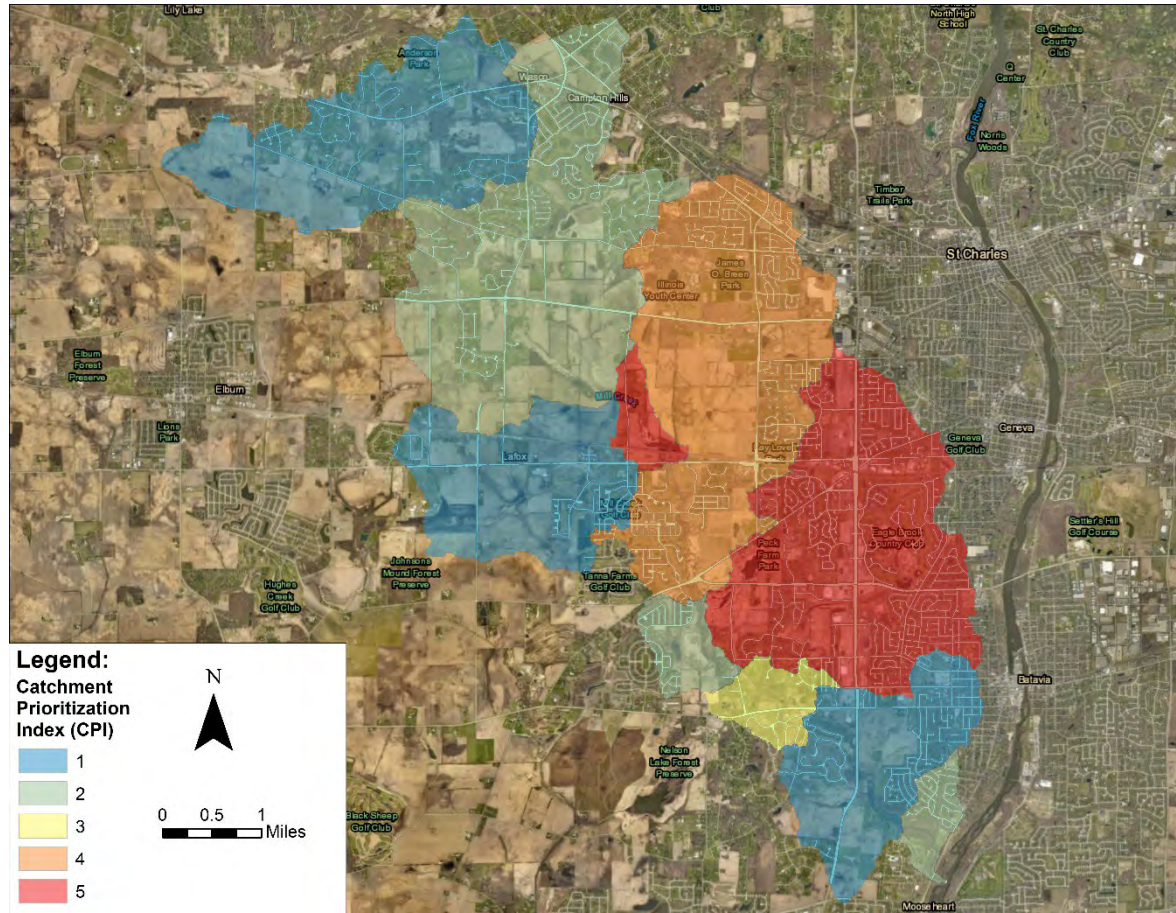 Lily Lake
Club
North High
School
St. Charles
Country
Club
Anderson
Park
Wasco
Campton Hills
Q
Center
Fox River
Norris
Woods
Timber
Trails Park
St Charles
James
O. Breen
Park
Illinois
Youth Center
Elburn
Forest
Preserve
Elburn
Mill Creek
Lions
Park
Lafox
Geneva
Geneva
Golf Club
Settler's Hill
Golf Course
Eagle Brook
Country Club
Peck
Farm
Park
Johnsons
Mound Forest
Preserve
Tanna Farms
Golf Club
Hughes
Creek
Golf Club
Batavia
Nelson
Lake Forest
Preserve
Black Sheep
Golf Club
Mooseheart
Legend:
Catchment
Prioritization
Index (CPI)
1
2
3
4
5
N
0 0.5 1
Miles